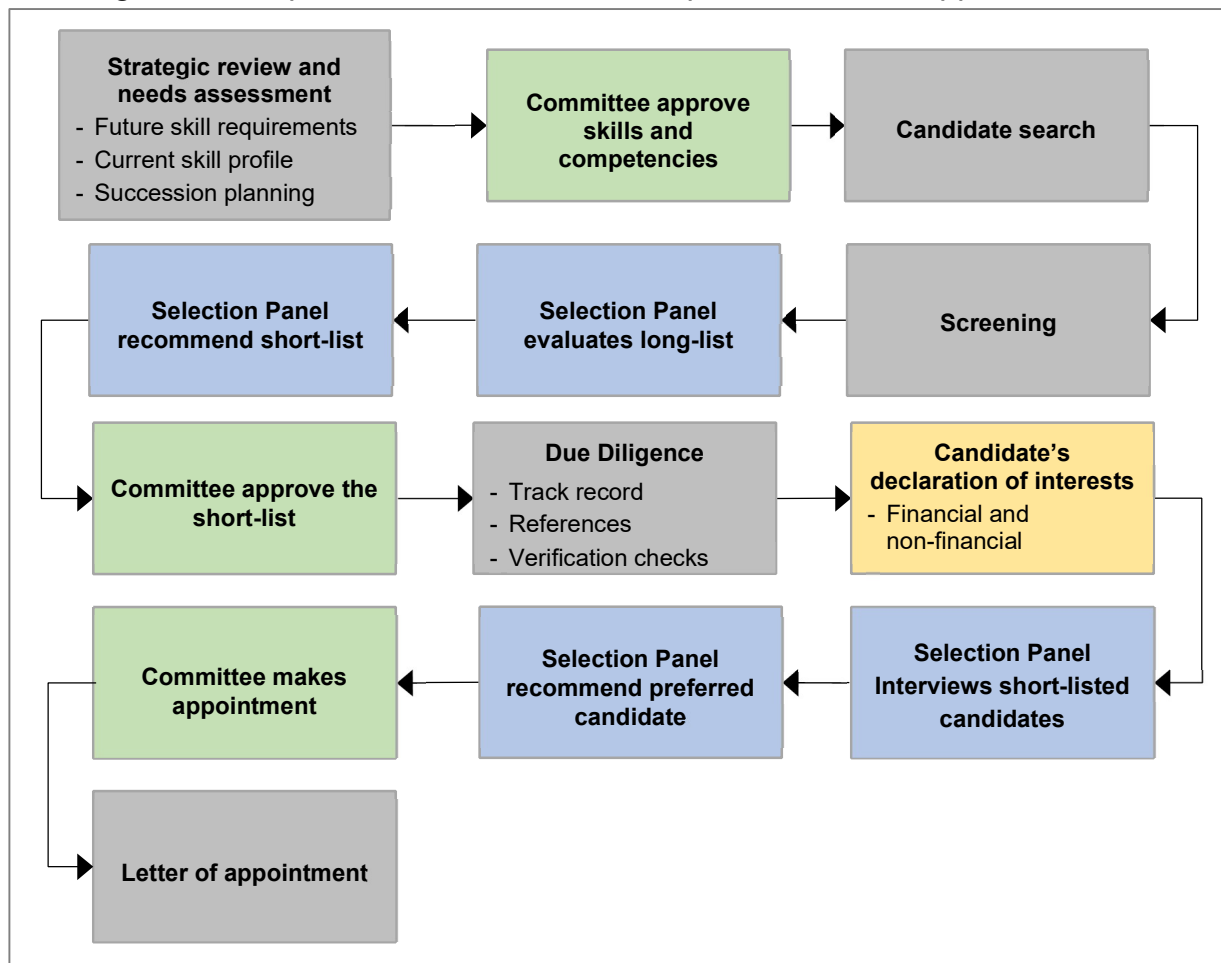 Strategic review and
needs assessment
- Future skill requirements
- Current skill profile
- Succession planning
Committee approve
skills and
competencies
Candidate search
Selection Panel
recommend short-list
Selection Panel
evaluates long-list
Screening
Committee approve the
short-list
Due Diligence
- Track record
- References
- Verification checks
Candidate’s
declaration of interests
- Financial and
non-financial
Committee makes
appointment
Selection Panel
recommend preferred
candidate
Selection Panel
Interviews short-listed
candidates
Letter of appointment